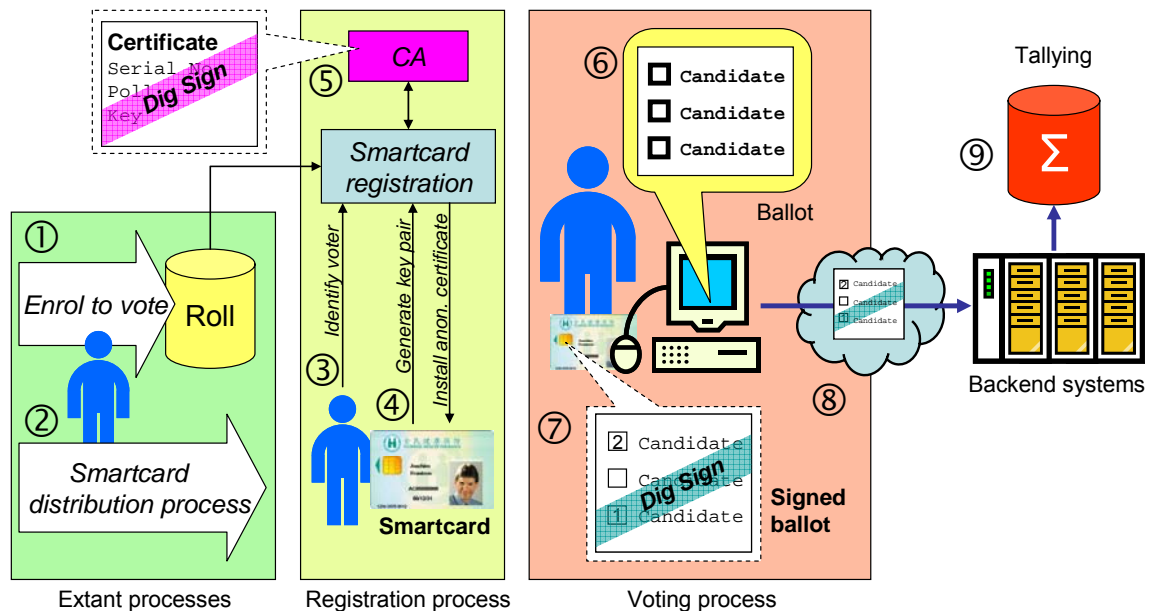 Certificate
Serial No
Poll
Key
Dig Sign
CA
⑤
Smartcard
registration
①
Enrol to vote
Roll
②
Smartcard
distribution process
Extant processes
Identify voter
Generate key pair
Install anon. certificate
③
④
Smartcard
Registration process
⑥
Candidate
Candidate
Candidate
Ballot
⑦
2 Candidate
Candidate
1 Candidate
Dig Sign
Signed
ballot
Voting process
⑧
2 Candidate
Candidate
1 Candidate
Tallying
⑨
Σ
Backend systems